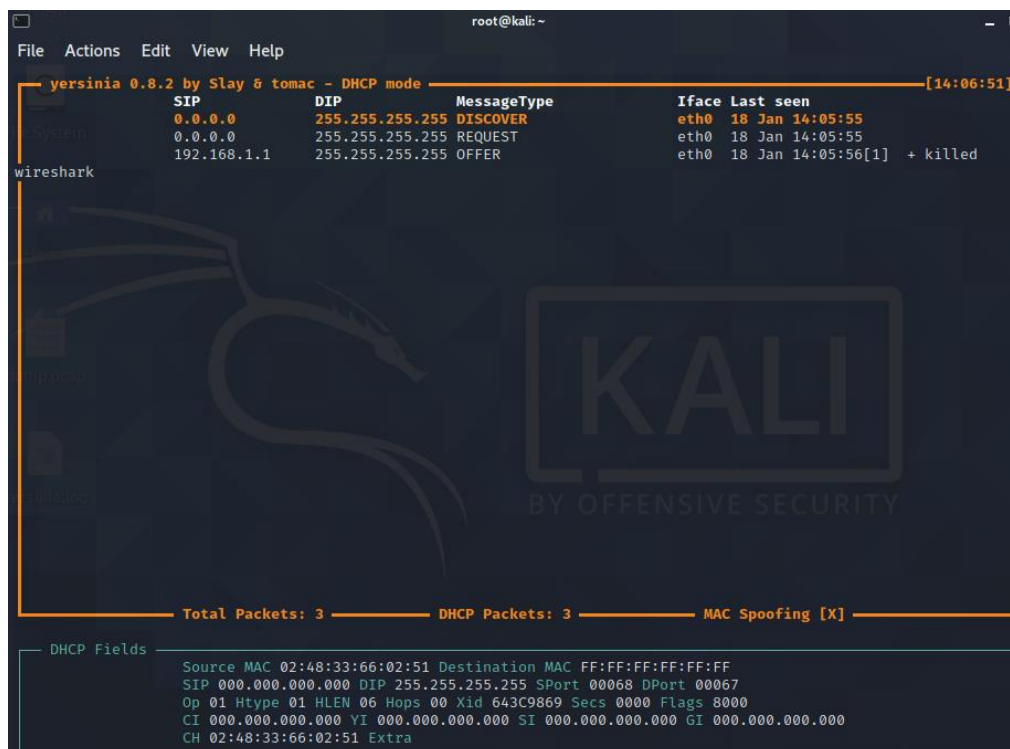 root@kali: ~
File Actions Edit View Help
yersinia 0.8.2 by Slay & tomac - DHCP mode [14:06:51]
SIP DIP MessageType Iface Last seen
0.0.0.0 255.255.255.255 DISCOVER eth0 18 Jan 14:05:55
0.0.0.0 255.255.255.255 REQUEST eth0 18 Jan 14:05:55
192.168.1.1 255.255.255.255 OFFER eth0 18 Jan 14:05:56[1] + killed
wireshark
KALI
BY OFFENSIVE SECURITY
Total Packets: 3 DHCP Packets: 3 MAC Spoofing [X]
DHCP Fields
Source MAC 02:48:33:66:02:51 Destination MAC FF:FF:FF:FF:FF:FF
SIP 000.000.000.000 DIP 255.255.255.255 SPort 00068 DPort 00067
Op 01 Htype 01 HLEN 06 Hops 00 Xid 643C9869 Secs 0000 Flags 8000
CI 000.000.000.000 YI 000.000.000.000 SI 000.000.000.000 GI 000.000.000.000
CH 02:48:33:66:02:51 Extra